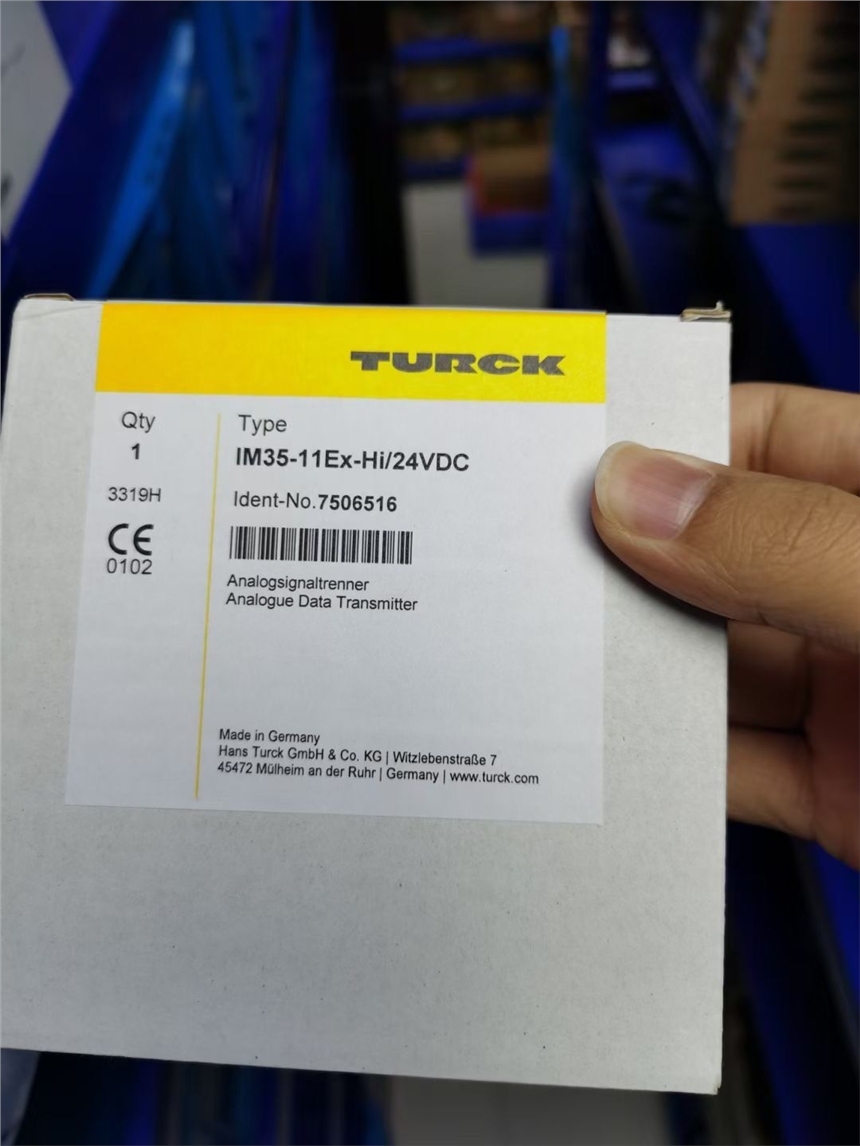 TURCK
Qty
1
3319H
CE
0102
Type
IM35-11Ex-Hi/24VDC
Ident-No.7506516
Analogsignaltrenner
Analogue Data Transmitter
Made in Germany
Hans Turck GmbH & Co. KG | Witzlebenstraße 7
45472 Mülheim an der Ruhr | Germany | www.turck.com